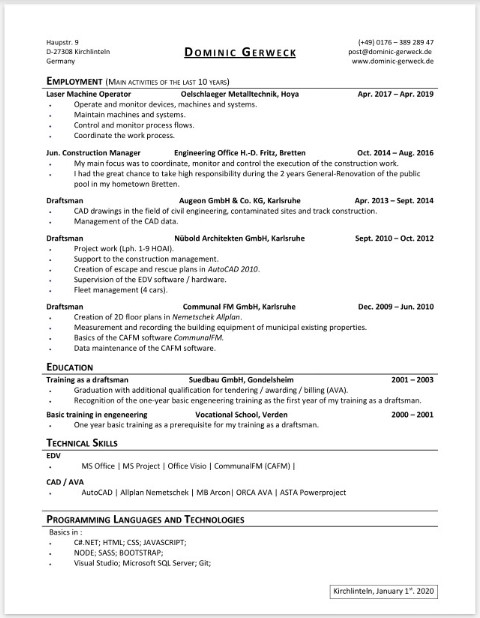 Haupstr. 9
D-27308 Kirchlinteln
Germany
DOMINIC GERWECK
(+49) 0176 – 389 289 47
post@dominic-gerweck.de
www.dominic-gerweck.de
EMPLOYMENT (MAIN ACTIVITIES OF THE LAST 10 YEARS)
Laser Machine Operator Oelschlaeger Metalltechnik, Hoya Apr. 2017 – Apr. 2019
• Operate and monitor devices, machines and systems.
• Maintain machines and systems.
• Control and monitor process flows.
• Coordinate the work process.
Jun. Construction Manager Engineering Office H.-D. Fritz, Bretten Oct. 2014 – Aug. 2016
• My main focus was to coordinate, monitor and control the execution of the construction work.
• I had the great chance to take high responsibility during the 2 years General-Renovation of the public
pool in my hometown Bretten.
Draftsman Augeon GmbH & Co. KG, Karlsruhe Apr. 2013 – Sept. 2014
• CAD drawings in the field of civil engineering, contaminated sites and track construction.
• Management of the CAD data.
Draftsman Nübold Architekten GmbH, Karlsruhe Sept. 2010 – Oct. 2012
• Project work (Lph. 1-9 HOAI).
• Support to the construction management.
• Creation of escape and rescue plans in AutoCAD 2010.
• Supervision of the EDV software / hardware.
• Fleet management (4 cars).
Draftsman Communal FM GmbH, Karlsruhe Dec. 2009 – Jun. 2010
• Creation of 2D floor plans in Nemetschek Allplan.
• Measurement and recording the building equipment of municipal existing properties.
• Basics of the CAFM software CommunalFM.
• Data maintenance of the CAFM software.
EDUCATION
Training as a draftsman Suedbau GmbH, Gondelsheim 2001 – 2003
• Graduation with additional qualification for tendering / awarding / billing (AVA).
• Recognition of the one-year basic engeneering training as the first year of my training as a draftsman.
Basic training in engeneering Vocational School, Verden 2000 – 2001
• One year basic training as a prerequisite for my training as a draftsman.
TECHNICAL SKILLS
EDV
• MS Office | MS Project | Office Visio | CommunalFM (CAFM) |
CAD / AVA
• AutoCAD | Allplan Nemetschek | MB Arcon| ORCA AVA | ASTA Powerproject
PROGRAMMING LANGUAGES AND TECHNOLOGIES
Basics in :
• C#.NET; HTML; CSS; JAVASCRIPT;
• NODE; SASS; BOOTSTRAP;
• Visual Studio; Microsoft SQL Server; Git;
Kirchlinteln, January 1st. 2020